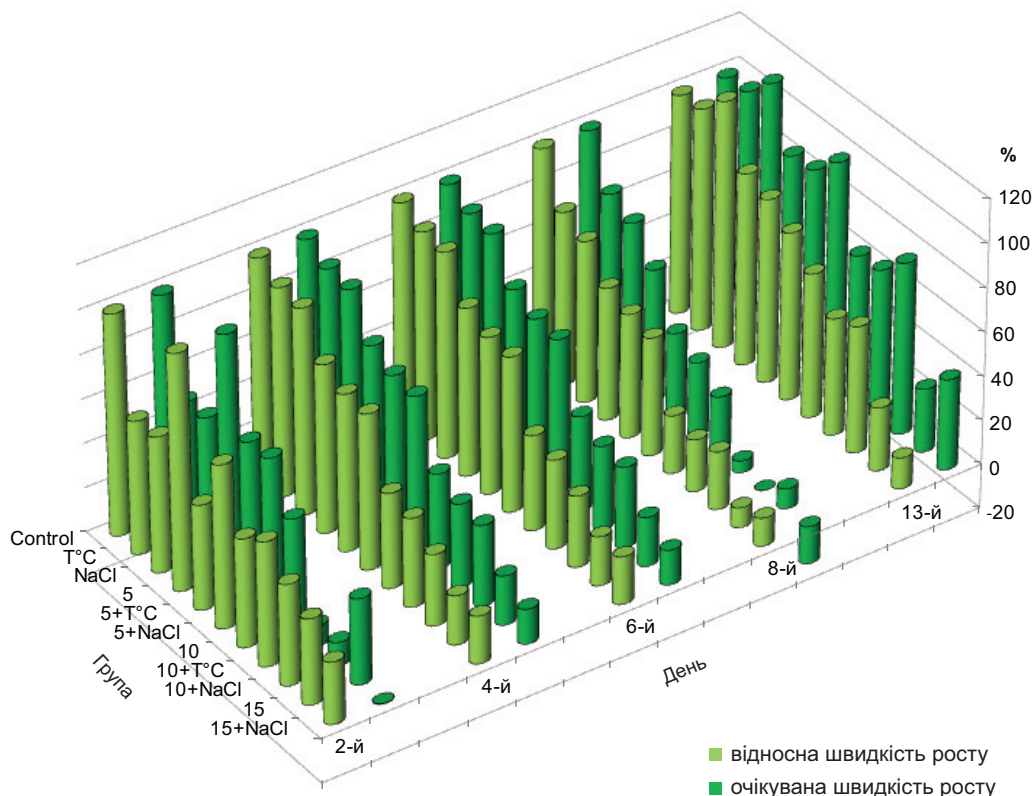 %
120
100
80
60
40
20
0
-20
13-й
8-й
6-й
4-й
2-й
День
Control
T°C
NaCl
5
5+T°C
5+NaCl
10
10+T°C
10+NaCl
15
15+NaCl
Група
відносна швидкість росту
очікувана швидкість росту